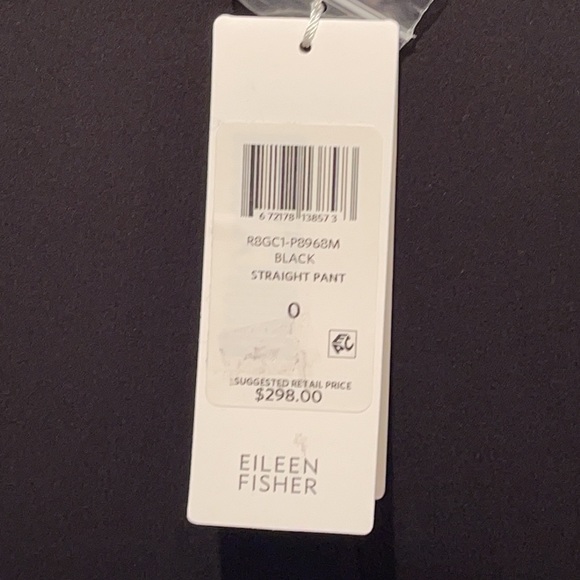 6 72178 13857 3
R8GC1-P8968M
BLACK
STRAIGHT PANT
0
SUGGESTED RETAIL PRICE
$298.00
EILEEN
FISHER